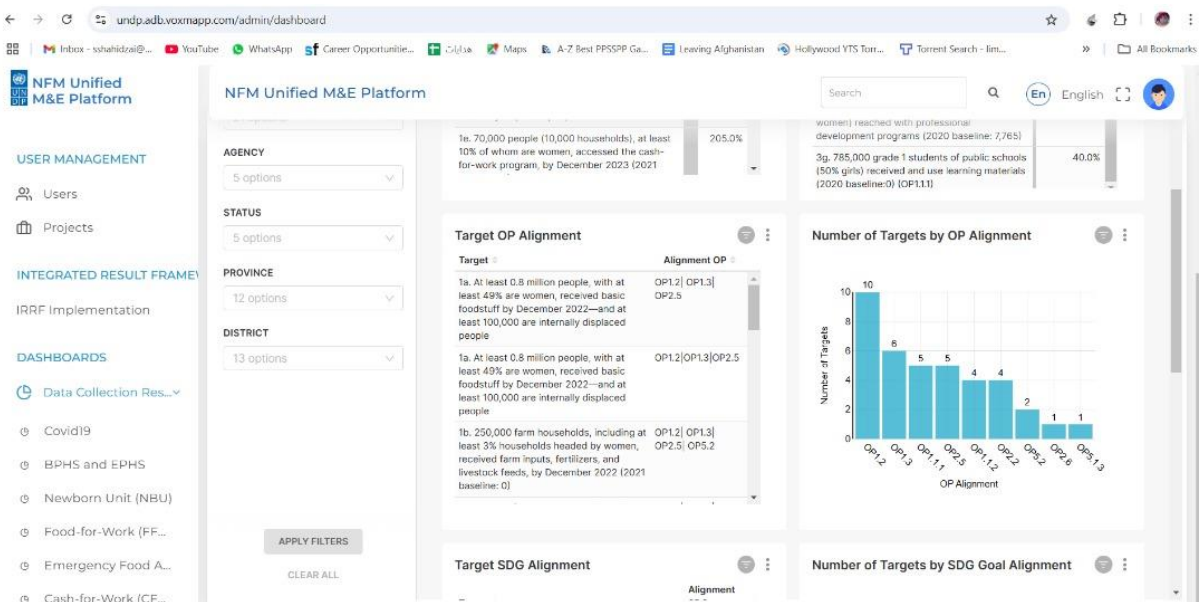 undp.adb.voxmapp.com/admin/dashboard
Inbox - sshahidzai@... YouTube WhatsApp Career Opportunitie... Maps A-Z Best PPSSPP Ga... Leaving Afghanistan Hollywood YTS Torr... Torrent Search - lim... » All Bookmarks
NFM Unified
M&E Platform
USER MANAGEMENT
Users
Projects
INTEGRATED RESULT FRAMEW
IRRF Implementation
DASHBOARDS
Data Collection Res...
Covid19
BPHS and EPHS
Newborn Unit (NBU)
Food-for-Work (FF...
Emergency Food A...
Cash-for-Work (CF...
NFM Unified M&E Platform
Search
En English
AGENCY
5 options
STATUS
5 options
PROVINCE
12 options
DISTRICT
13 options
APPLY FILTERS
CLEAR ALL
1e. 70,000 people (10,000 households), at least 205.0%
10% of whom are women, accessed the cash-
for-work program, by December 2023 (2021
women) reached with professional
development programs (2020 baseline: 7,765)
3g. 785,000 grade 1 students of public schools 40.0%
(50% girls) received and use learning materials
(2020 baseline:0) (OP1.1.1)
Target OP Alignment
Target Alignment OP
1a. At least 0.8 million people, with at OP1.2| OP1.3|
least 49% are women, received basic OP2.5
foodstuff by December 2022—and at
least 100,000 are internally displaced
people
1a. At least 0.8 million people, with at OP1.2|OP1.3|OP2.5
least 49% are women, received basic
foodstuff by December 2022—and at
least 100,000 are internally displaced
people
1b. 250,000 farm households, including at OP1.2| OP1.3|
least 3% households headed by women, OP2.5| OP5.2
received farm inputs, fertilizers, and
livestock feeds, by December 2022 (2021
baseline: 0)
Number of Targets by OP Alignment
Number of Targets
10
8
6
4
2
0
10 6 5 5 4 4 2 1 1
OP1.2 OP1.3 OP1.1.1 OP2.5 OP1.1.2 OP2.2 OP5.2 OP2.6 OP5.1.3
OP Alignment
Target SDG Alignment
Alignment
Number of Targets by SDG Goal Alignment